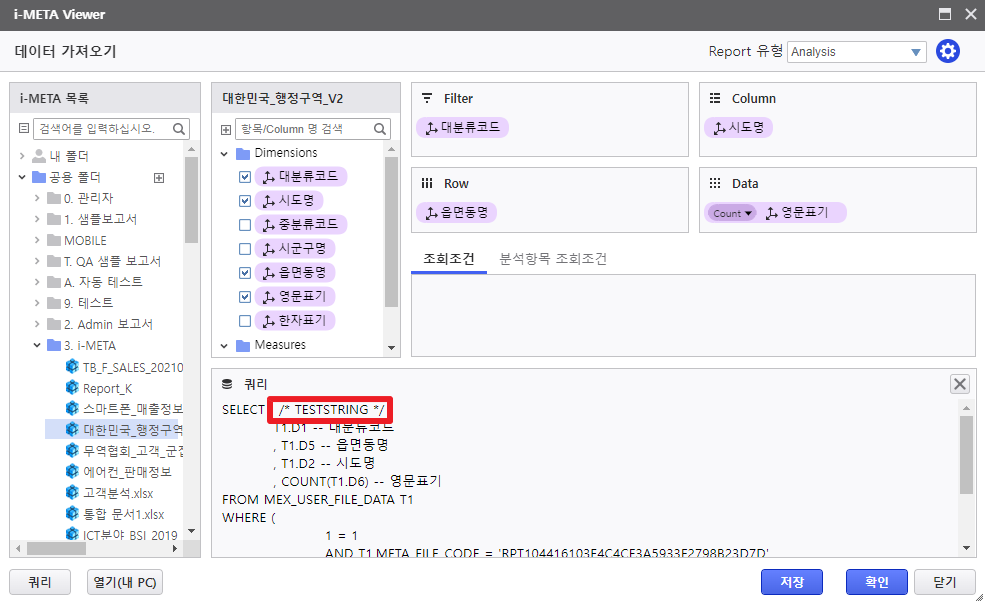 i-META Viewer
데이터 가져오기
Report 유형 Analysis
i-META 목록
검색어를 입력하십시오.
내 폴더
공용 폴더
0. 관리자
1. 샘플보고서
MOBILE
T. QA 샘플 보고서
A. 자동 테스트
9. 테스트
2. Admin 보고서
3. i-META
TB_F_SALES_20210
Report_K
스마트폰_매출정보
대한민국_행정구역
무역협회_고객_군집
에어컨_판매정보
고객분석.xlsx
통합 문서1.xlsx
ICT분야_BSI_2019
대한민국_행정구역_V2
항목/Column 명 검색
Dimensions
대분류코드
시도명
중분류코드
시군구명
읍면동명
영문표기
한자표기
Measures
Filter
대분류코드
Column
시도명
Row
읍면동명
Data
Count 영문표기
조회조건 분석항목 조회조건
쿼리
SELECT /* TESTSTRING */
T1.D1 -- 대분류코드
, T1.D5 -- 읍면동명
, T1.D2 -- 시도명
, COUNT(T1.D6) -- 영문표기
FROM MEX_USER_FILE_DATA T1
WHERE (
1 = 1
AND T1.META_FILE_CODE = 'RPT104416103F4C4CF3A5933F2798B23D7D'
쿼리 열기(내 PC) 저장 확인 닫기